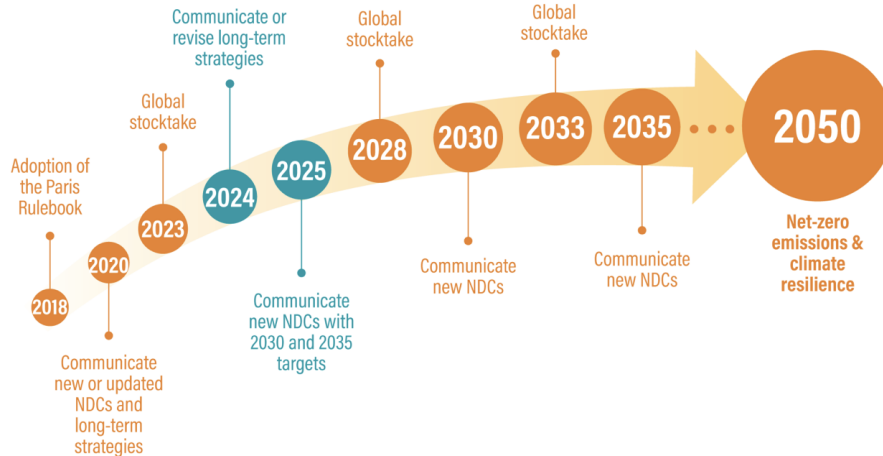 Adoption of
the Paris
Rulebook
2018
2020
Communicate
new or updated
NDCs and
long-term
strategies
Global
stocktake
2023
Communicate or
revise long-term
strategies
2024
2025
Communicate
new NDCs with
2030 and 2035
targets
Global
stocktake
2028
2030
Communicate
new NDCs
Global
stocktake
2033
2035
Communicate
new NDCs
2050
Net-zero
emissions &
climate
resilience